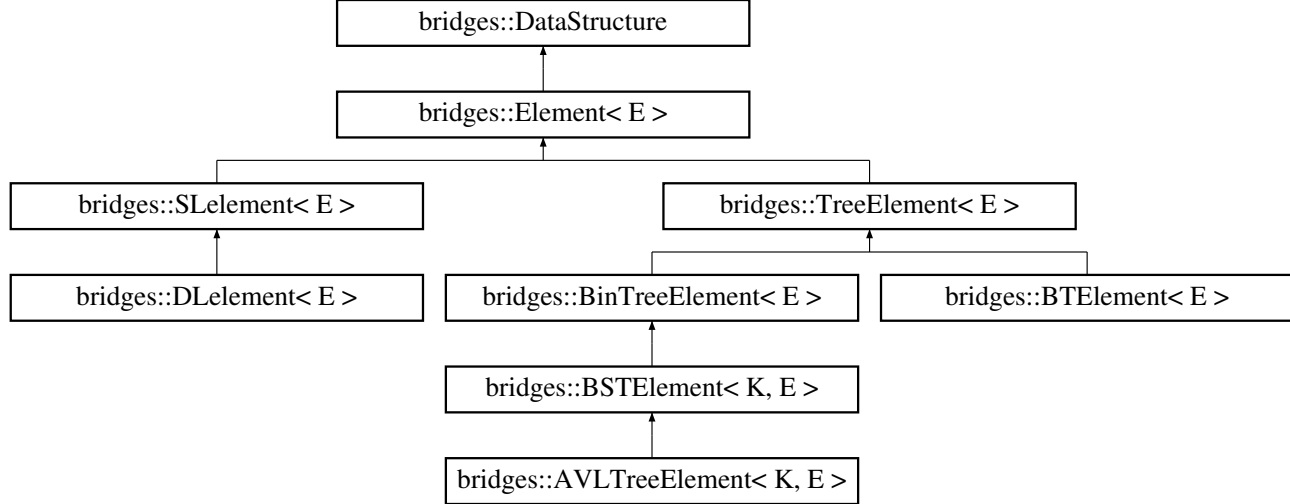 bridges::DataStructure
bridges::Element< E >
bridges::SLelement< E >
bridges::TreeElement< E >
bridges::DLelement< E >
bridges::BinTreeElement< E >
bridges::BTElement< E >
bridges::BSTElement< K, E >
bridges::AVLTreeElement< K, E >